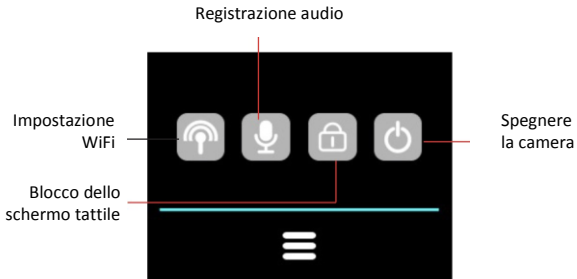 Registrazione audio
Impostazione
WiFi
Spegnere
la camera
Blocco dello
schermo tattile